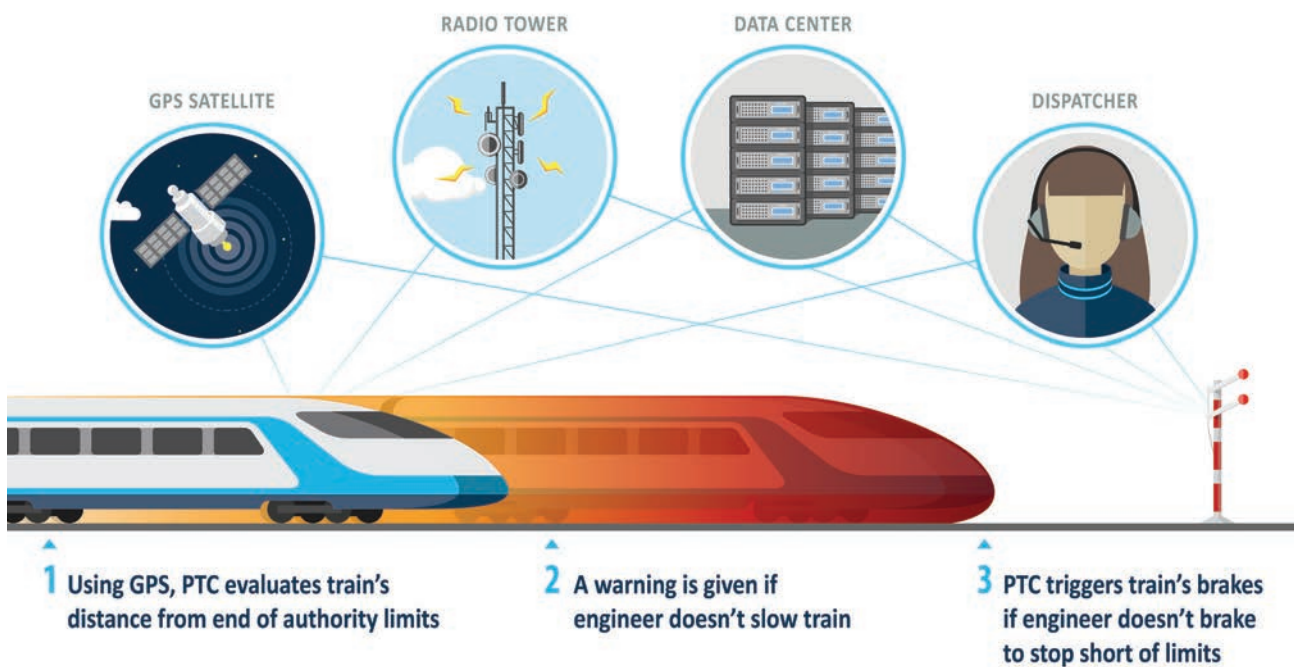 RADIO TOWER
DATA CENTER
GPS SATELLITE
DISPATCHER
1 Using GPS, PTC evaluates train's
distance from end of authority limits
2 A warning is given if
engineer doesn't slow train
3 PTC triggers train's brakes
if engineer doesn't brake
to stop short of limits